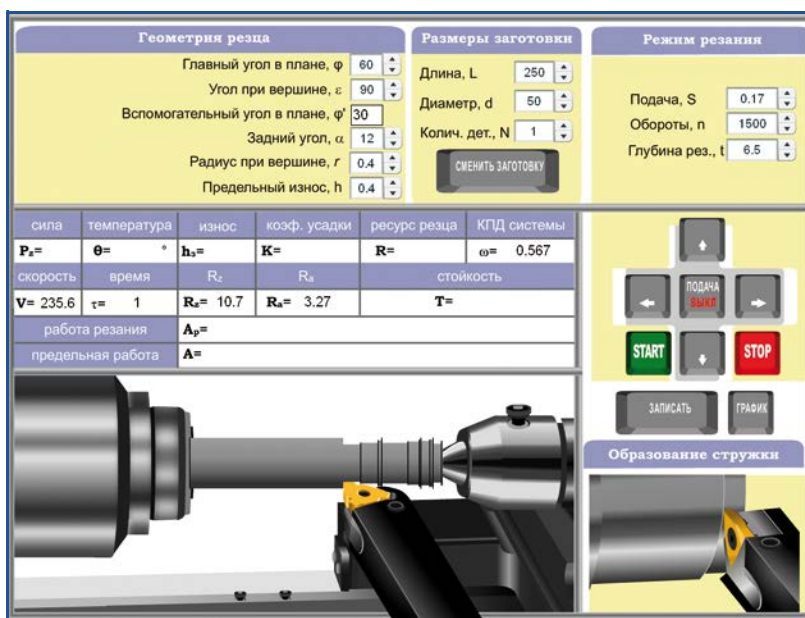 Геометрия резца
Главный угол в плане, φ 60
Угол при вершине, ε 90
Вспомогательный угол в плане, φ' 30
Задний угол, α 12
Радиус при вершине, r 0.4
Предельный износ, h 0.4
Размеры заготовки
Длина, L 250
Диаметр, d 50
Колич. дет., N 1
СМЕНИТЬ ЗАГОТОВКУ
Режим резания
Подача, S 0.17
Обороты, n 1500
Глубина рез., t 6.5
сила температура износ коэф. усадки ресурс резца КПД системы
Pz= θ= ° hз= K= R= ω= 0.567
скорость время Rz Ra стойкость
V= 235.6 τ= 1 Rz= 10.7 Ra= 3.27 T=
работа резания Ap=
предельная работа A=
ПОДАЧА
ВЫКЛ
START STOP
ЗАПИСАТЬ ГРАФИК
Образование стружки